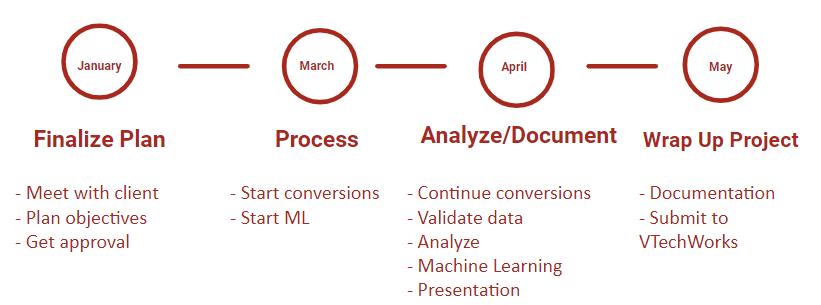 January
March
April
May
Finalize Plan
Process
Analyze/Document
Wrap Up Project
- Meet with client
- Plan objectives
- Get approval
- Start conversions
- Start ML
- Continue conversions
- Validate data
- Analyze
- Machine Learning
- Presentation
- Documentation
- Submit to
VTechWorks